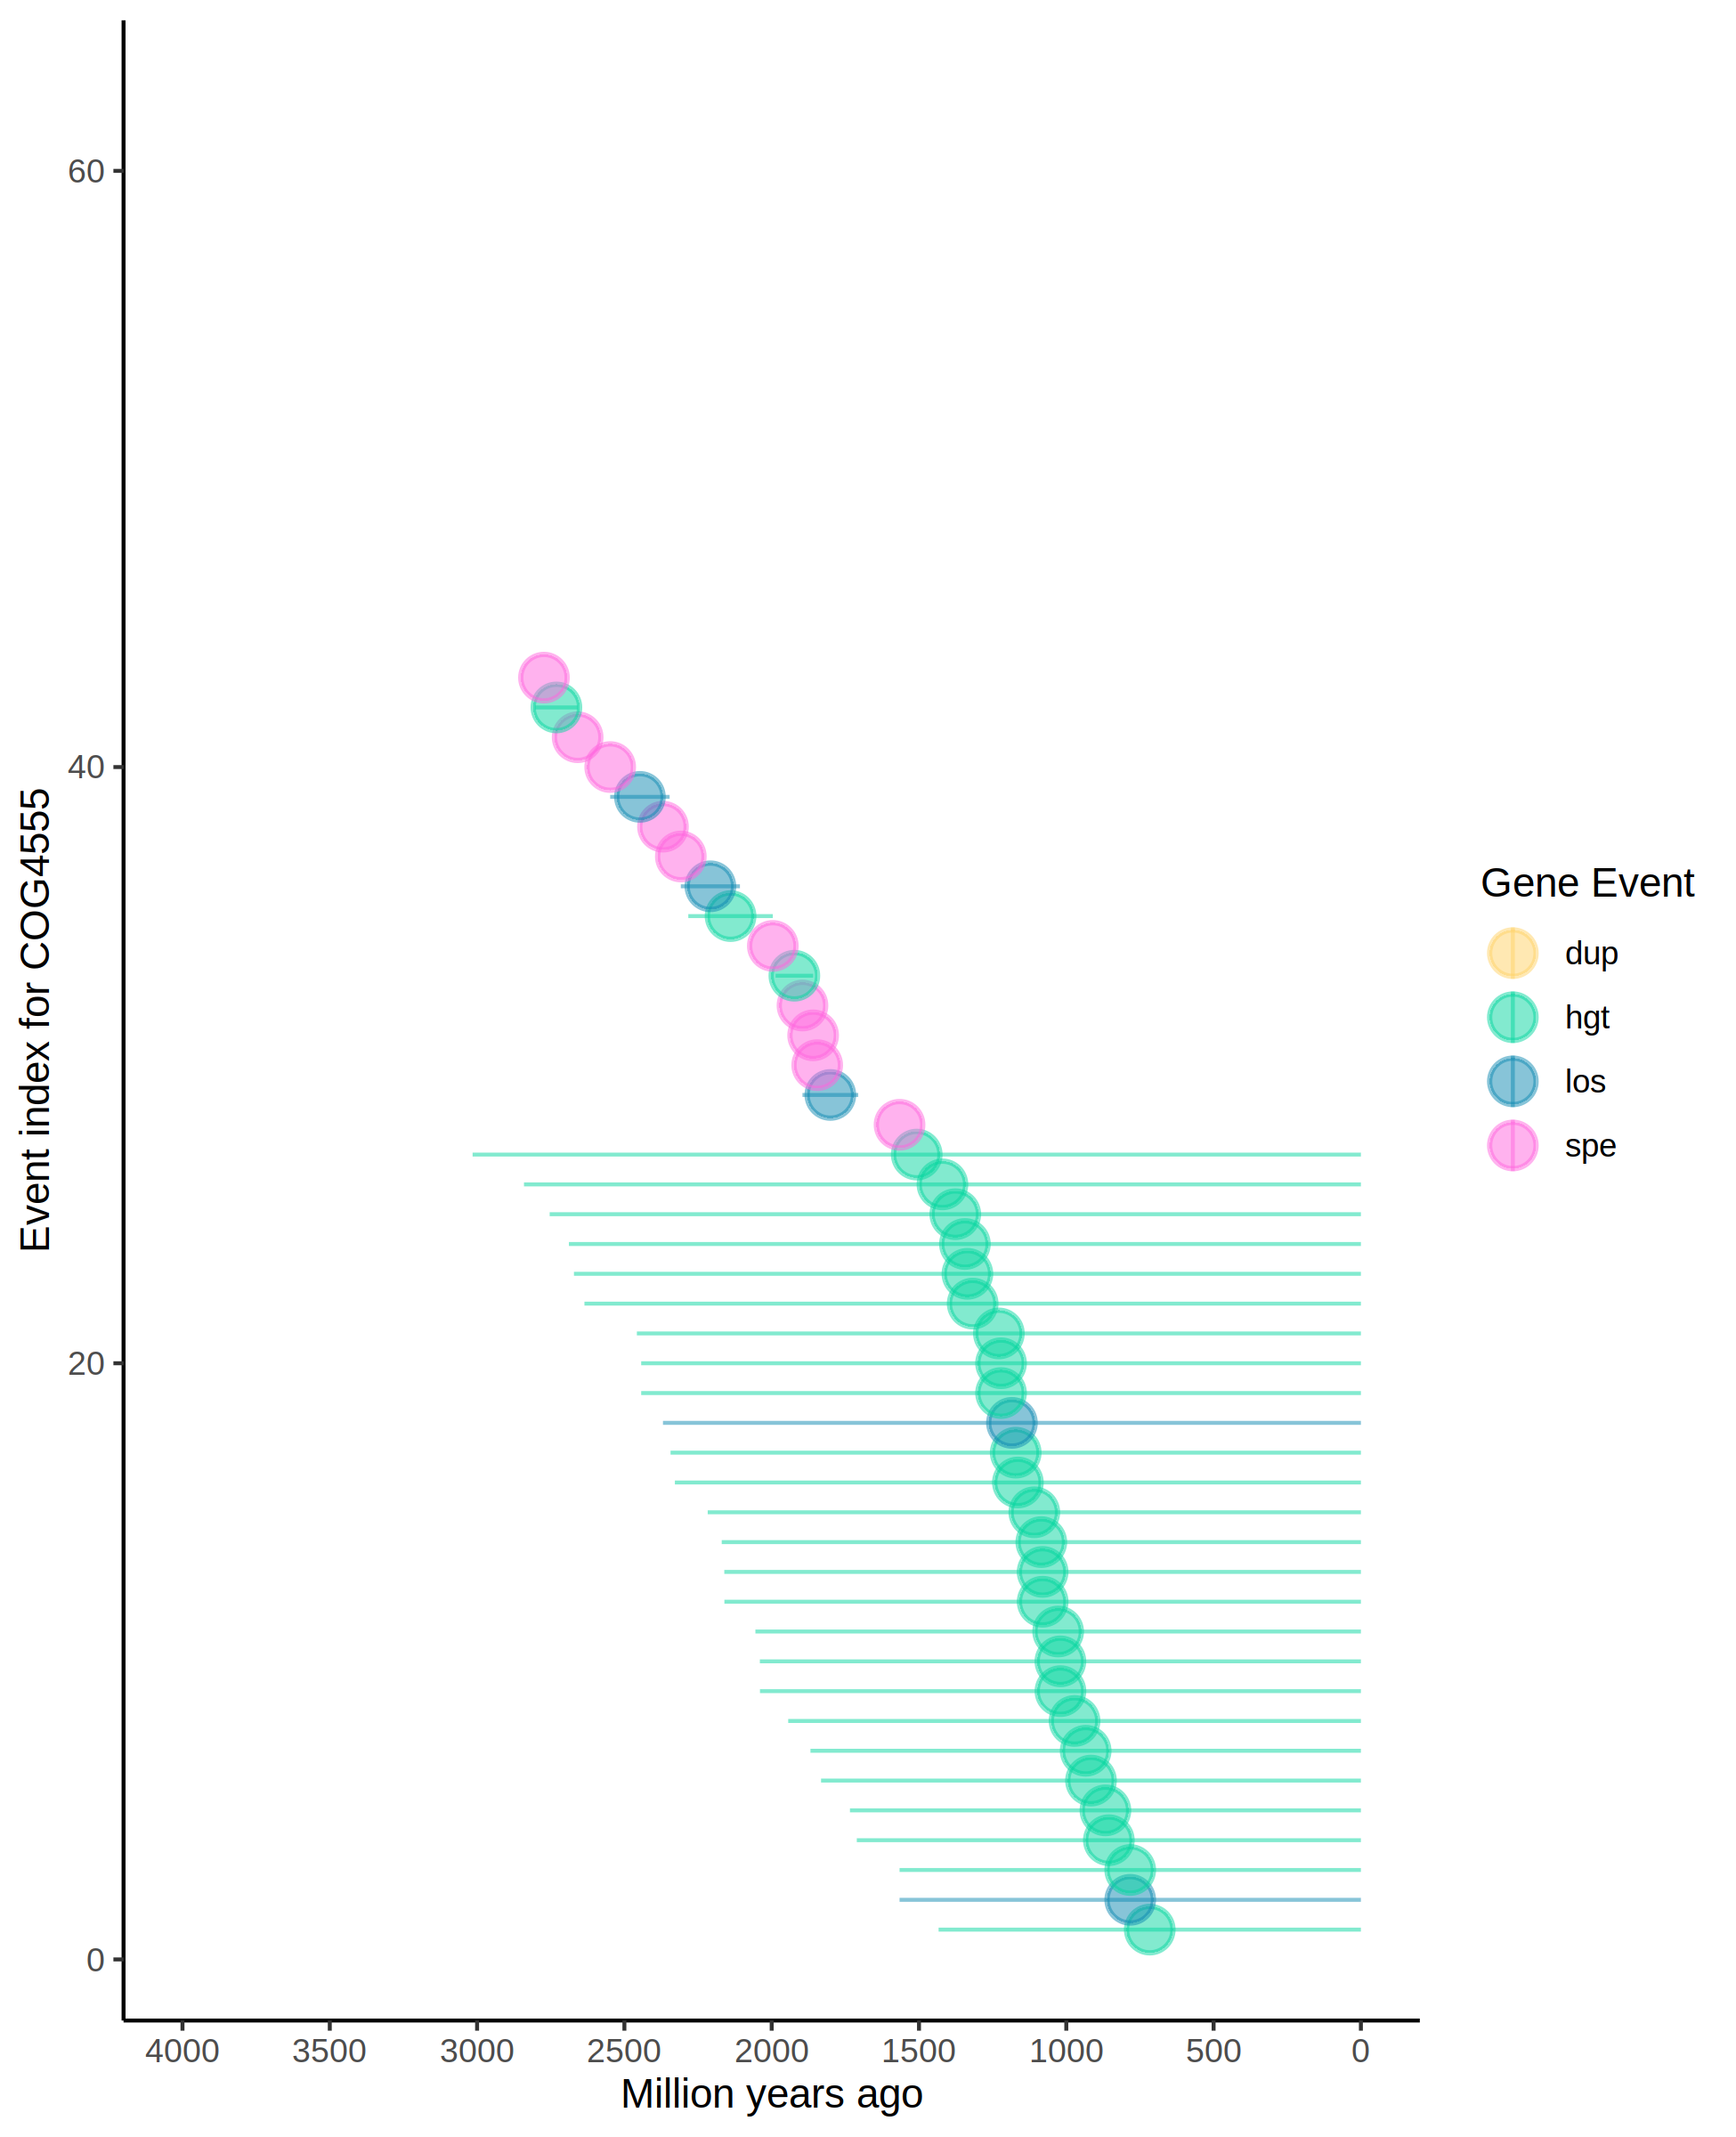 60
40
20
0
Event index for COG4555
4000 3500 3000 2500 2000 1500 1000 500 0
Million years ago
Gene Event
dup
hgt
los
spe